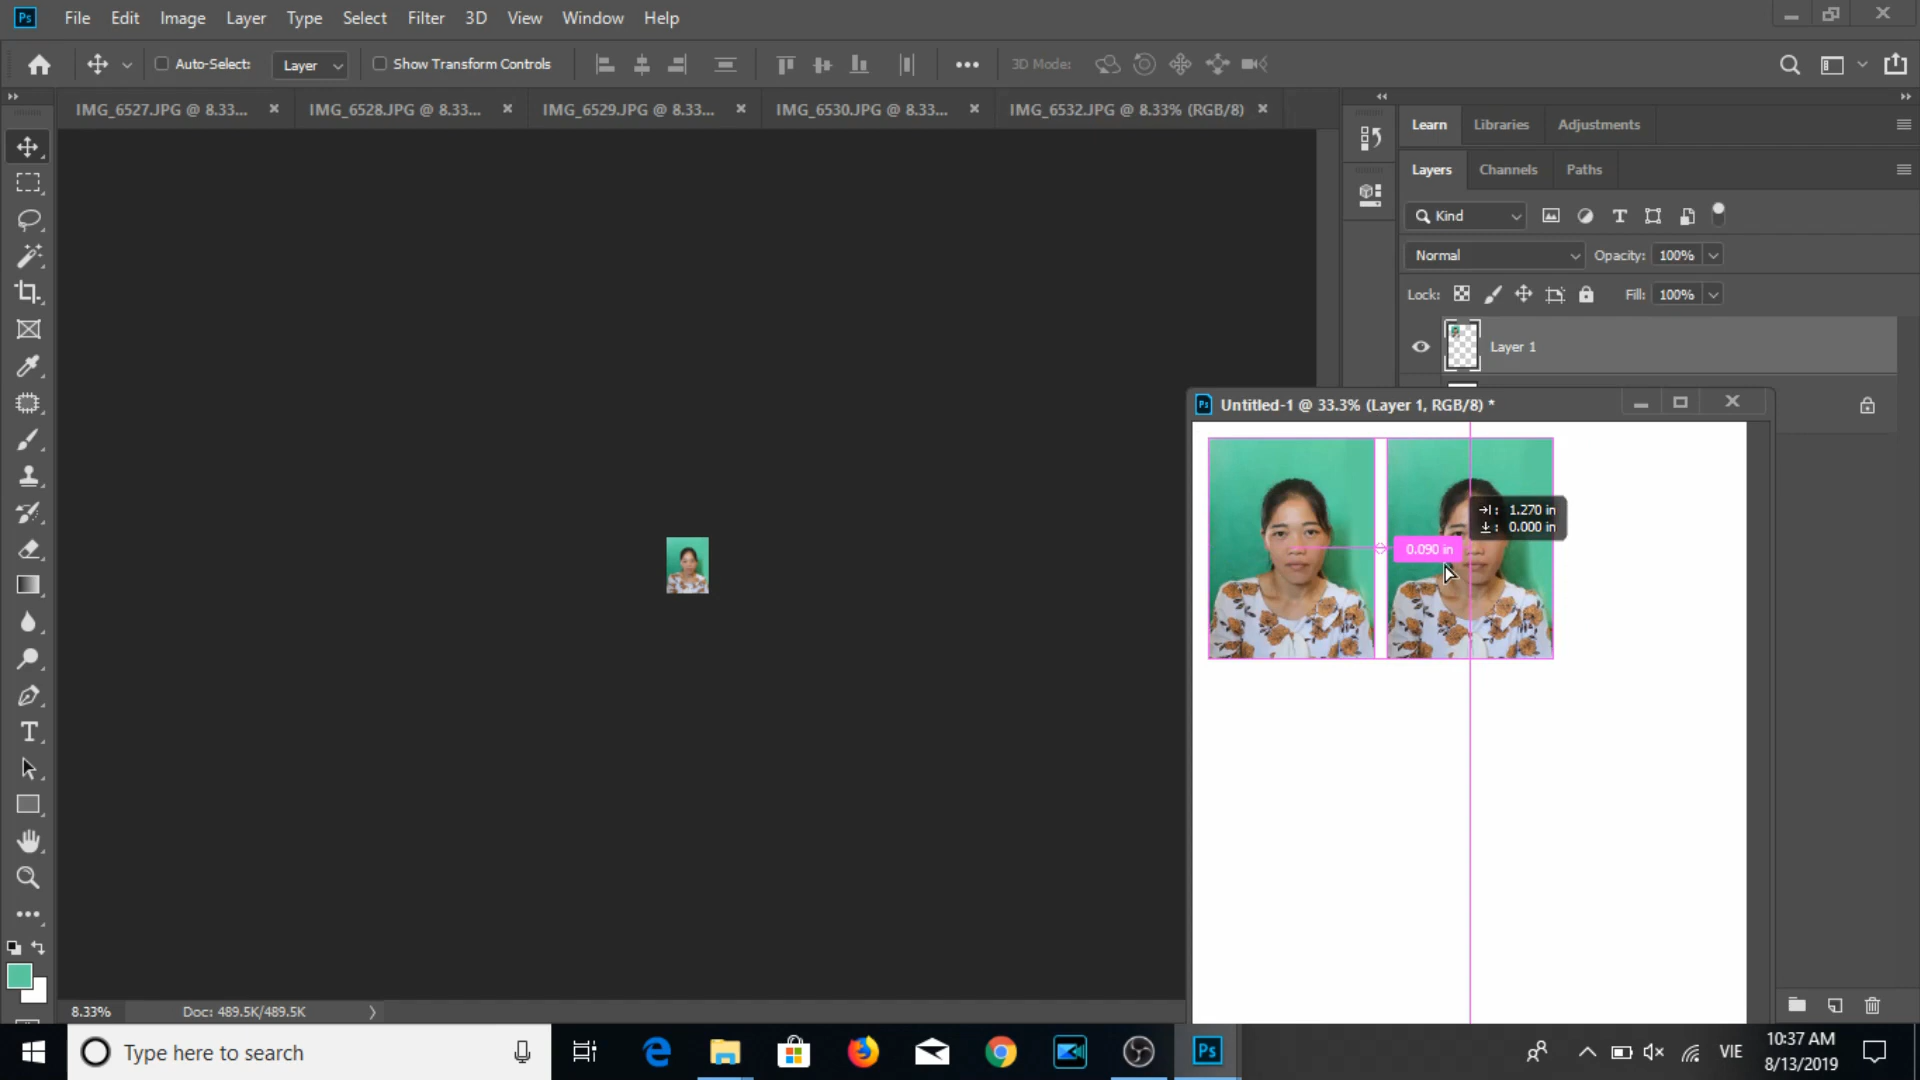 Ps File Edit Image Layer Type Select Filter 3D View Window Help
Auto-Select: Layer Show Transform Controls 3D Mode:
IMG_6527.JPG @ 8.33... IMG_6528.JPG @ 8.33... IMG_6529.JPG @ 8.33... IMG_6530.JPG @ 8.33... IMG_6532.JPG @ 8.33% (RGB/8)
Learn Libraries Adjustments
Layers Channels Paths
Kind
Normal Opacity: 100%
Lock: Fill: 100%
Layer 1
Ps Untitled-1 @ 33.3% (Layer 1, RGB/8) *
1.270 in
0.000 in
0.090 in
8.33% Doc: 489.5K/489.5K
Type here to search
Ps
VIE
10:37 AM
8/13/2019